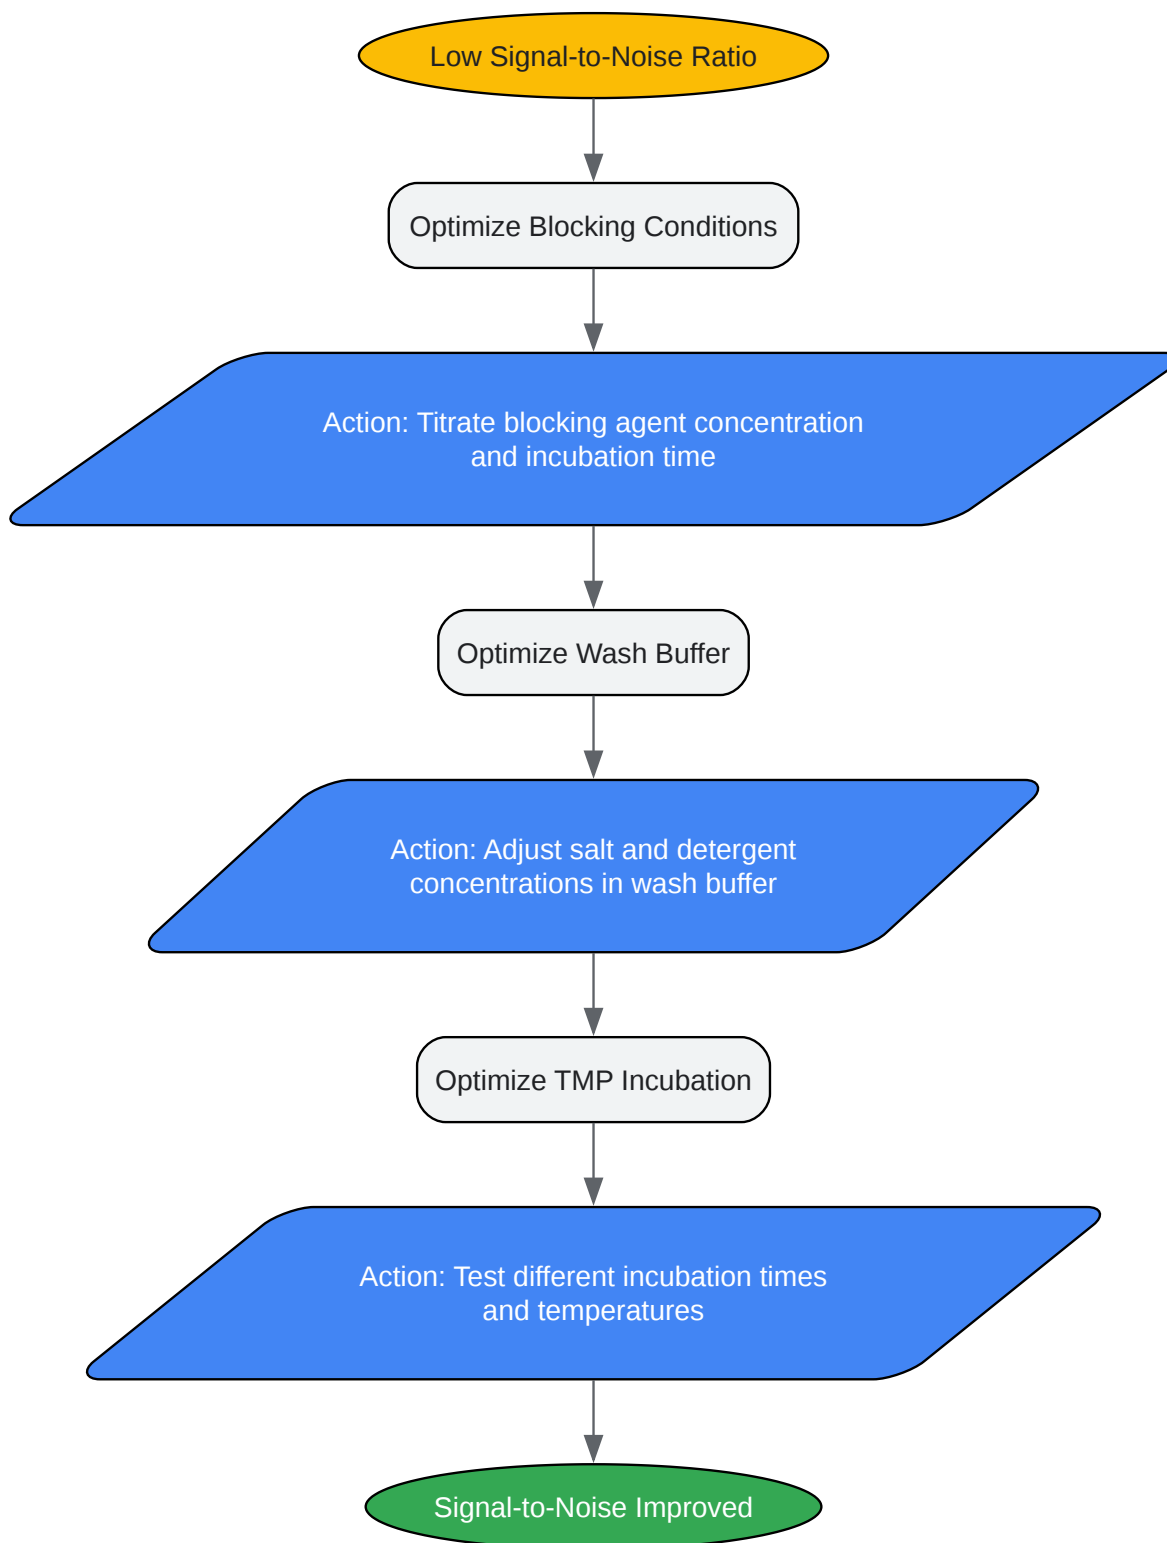 Low Signal-to-Noise Ratio
Optimize Blocking Conditions
Action: Titrate blocking agent concentration
and incubation time
Optimize Wash Buffer
Action: Adjust salt and detergent
concentrations in wash buffer
Optimize TMP Incubation
Action: Test different incubation times
and temperatures
Signal-to-Noise Improved